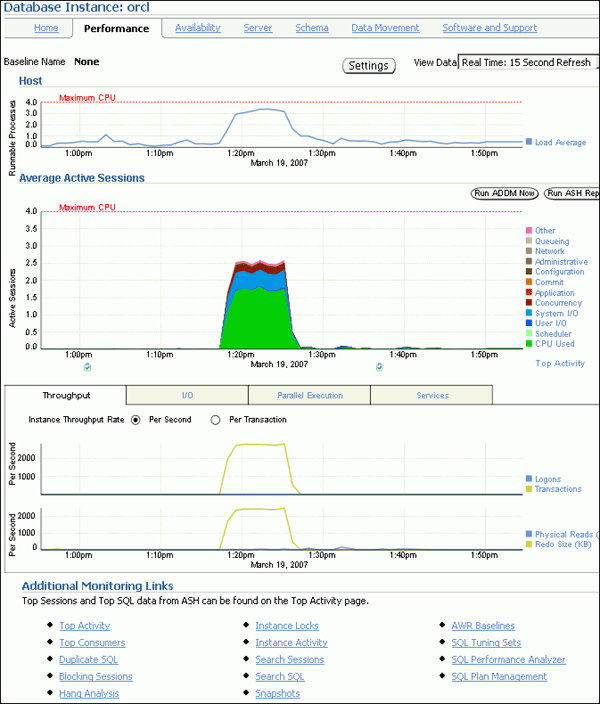 Database Instance: orcl
Home Performance Availability Server Schema Data Movement Software and Support
Baseline Name None Settings View Data Real Time: 15 Second Refresh
Host
Runnable Processes
4.0
3.0
2.0
1.0
0.0
Maximum CPU
Load Average
1:00pm 1:10pm 1:20pm 1:30pm 1:40pm 1:50pm
March 19, 2007
Average Active Sessions
Run ADDM Now Run ASH Rep
Active Sessions
4.0
3.5
3.0
2.5
2.0
1.5
1.0
0.5
0.0
Maximum CPU
Other
Queueing
Network
Administrative
Configuration
Commit
Application
Concurrency
System I/O
User I/O
Scheduler
CPU Used
1:00pm 1:10pm 1:20pm 1:30pm 1:40pm 1:50pm
March 19, 2007
Top Activity
Throughput I/O Parallel Execution Services
Instance Throughput Rate Per Second Per Transaction
Per Second
2000
1000
0
Logons
Transactions
Per Second
2000
1000
0
Physical Reads (
Redo Size (KB)
1:00pm 1:10pm 1:20pm 1:30pm 1:40pm 1:50pm
March 19, 2007
Additional Monitoring Links
Top Sessions and Top SQL data from ASH can be found on the Top Activity page.
Top Activity Instance Locks AWR Baselines
Top Consumers Instance Activity SQL Tuning Sets
Duplicate SQL Search Sessions SQL Performance Analyzer
Blocking Sessions Search SQL SQL Plan Management
Hang Analysis Snapshots